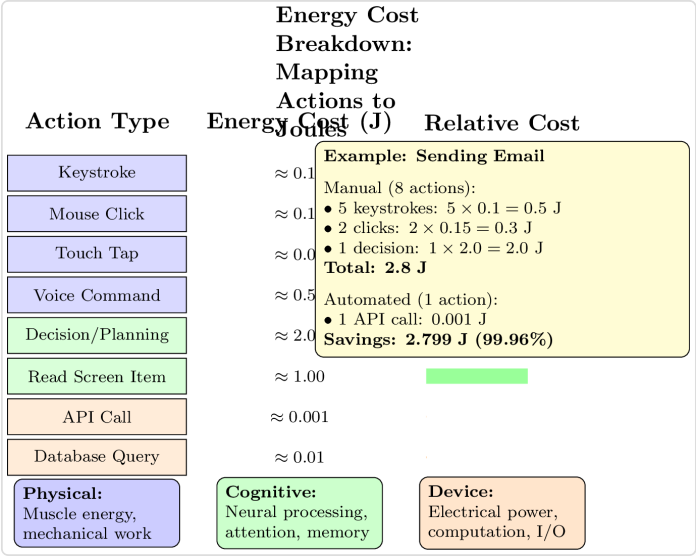 Energy Cost
Breakdown:
Mapping
Actions to
Joules
Action Type Energy Cost (J) Relative Cost
Keystroke ≈ 0.1
Mouse Click ≈ 0.1
Touch Tap ≈ 0.0
Voice Command ≈ 0.5
Decision/Planning ≈ 2.0
Read Screen Item ≈ 1.00
API Call ≈ 0.001
Database Query ≈ 0.01
Example: Sending Email
Manual (8 actions):
• 5 keystrokes: 5 × 0.1 = 0.5 J
• 2 clicks: 2 × 0.15 = 0.3 J
• 1 decision: 1 × 2.0 = 2.0 J
Total: 2.8 J
Automated (1 action):
• 1 API call: 0.001 J
Savings: 2.799 J (99.96%)
Physical:
Muscle energy,
mechanical work
Cognitive:
Neural processing,
attention, memory
Device:
Electrical power,
computation, I/O